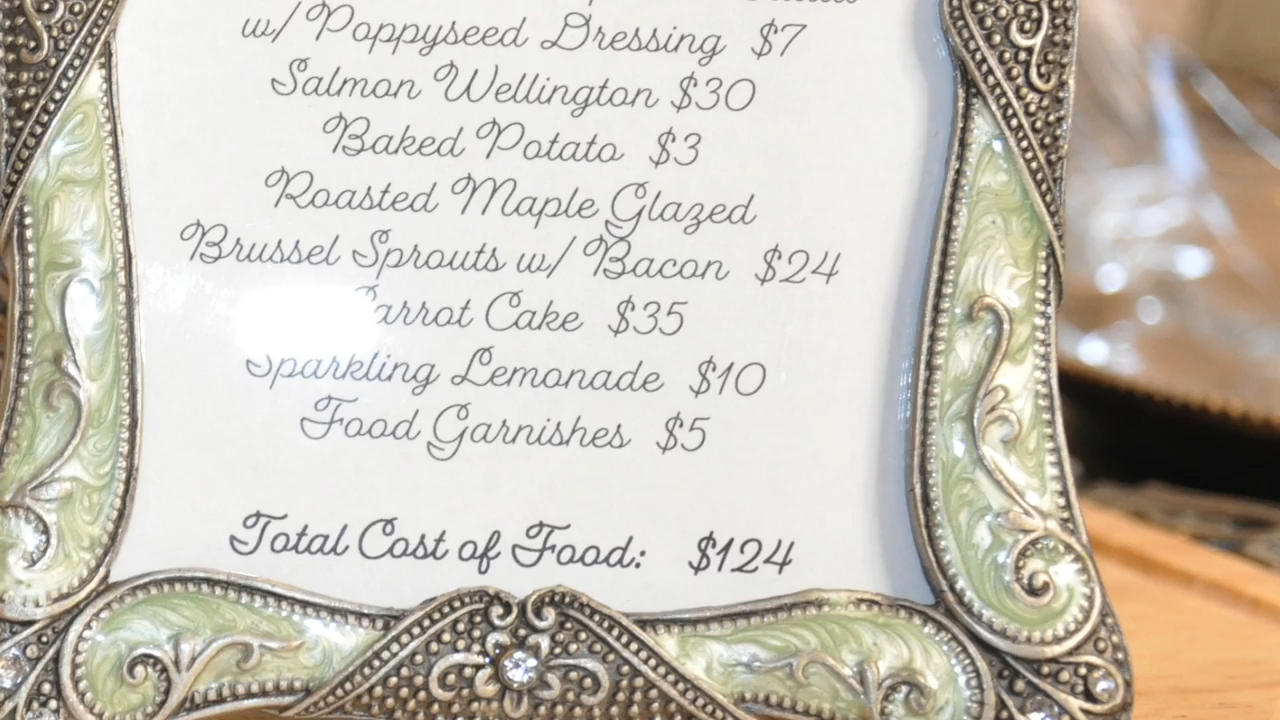 w/ Poppyseed Dressing $7
Salmon Wellington $30
Baked Potato $3
Roasted Maple Glazed
Brussel Sprouts w/ Bacon $24
Carrot Cake $35
Sparkling Lemonade $10
Food Garnishes $5
Total Cost of Food: $124